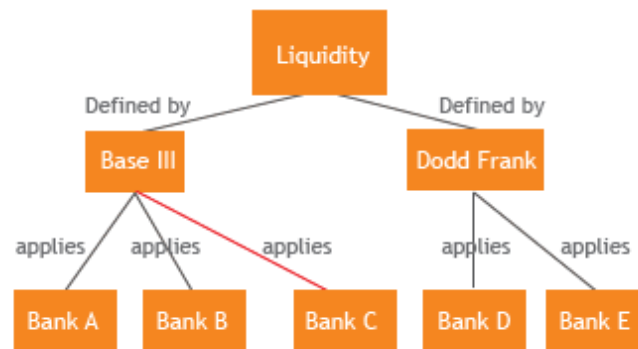 Liquidity
Defined by
Defined by
Base III
Dodd Frank
applies
applies
applies
applies
applies
Bank A
Bank B
Bank C
Bank D
Bank E